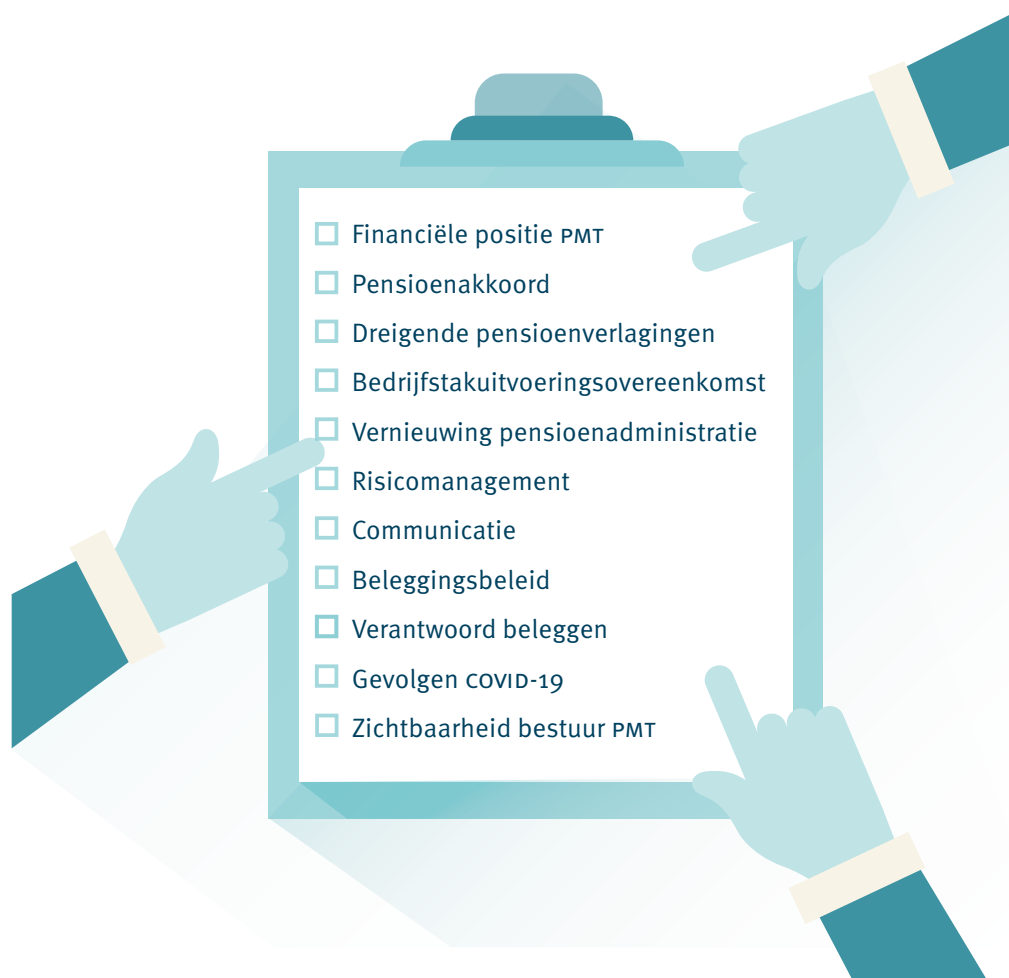 Financiële positie PMT
Pensioenakkoord
Dreigende pensioenverlagingen
Bedrijfstakuitvoeringsovereenkomst
Vernieuwing pensioenadministratie
Risicomanagement
Communicatie
Beleggingsbeleid
Verantwoord beleggen
Gevolgen COVID-19
Zichtbaarheid bestuur PMT